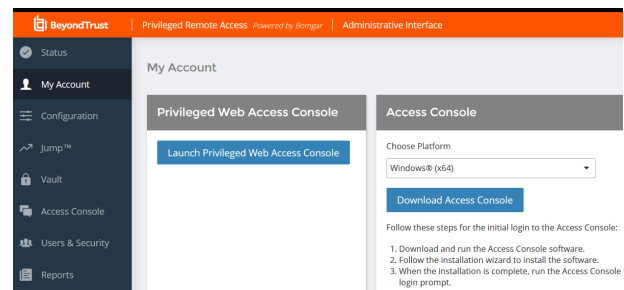 BeyondTrust
Privileged Remote Access Powered by Bomgar
Administrative Interface
Status
My Account
Configuration
Jump™
Vault
Access Console
Users & Security
Reports
My Account
Privileged Web Access Console
Launch Privileged Web Access Console
Access Console
Choose Platform
Windows® (x64)
Download Access Console
Follow these steps for the initial login to the Access Console:
1. Download and run the Access Console software.
2. Follow the installation wizard to install the software.
3. When the installation is complete, run the Access Console
login prompt.